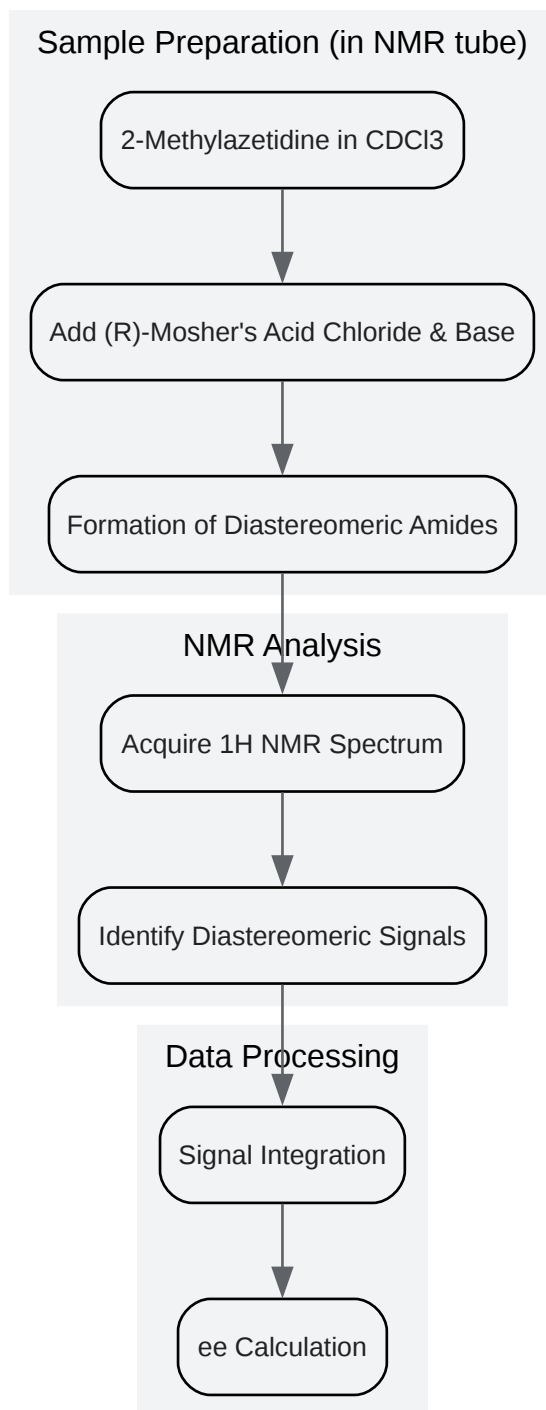 Sample Preparation (in NMR tube)
2-Methylazetidine in CDCl3
Add (R)-Mosher's Acid Chloride & Base
Formation of Diastereomeric Amides
NMR Analysis
Acquire 1H NMR Spectrum
Identify Diastereomeric Signals
Data Processing
Signal Integration
ee Calculation